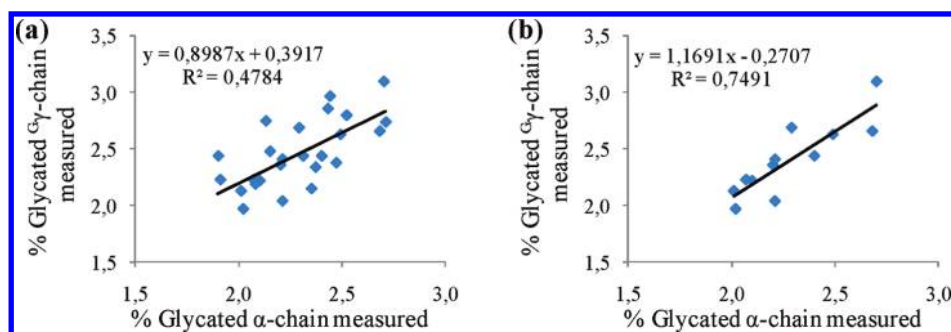 (a)
y = 0,8987x + 0,3917
R² = 0,4784
% Glycated ᴳγ-chain
measured
3,5
3,0
2,5
2,0
1,5
1,5 2,0 2,5 3,0
% Glycated α-chain measured
(b)
y = 1,1691x - 0,2707
R² = 0,7491
% Glycated ᴳγ-chain
measured
3,5
3,0
2,5
2,0
1,5
1,5 2,0 2,5 3,0
% Glycated α-chain measured